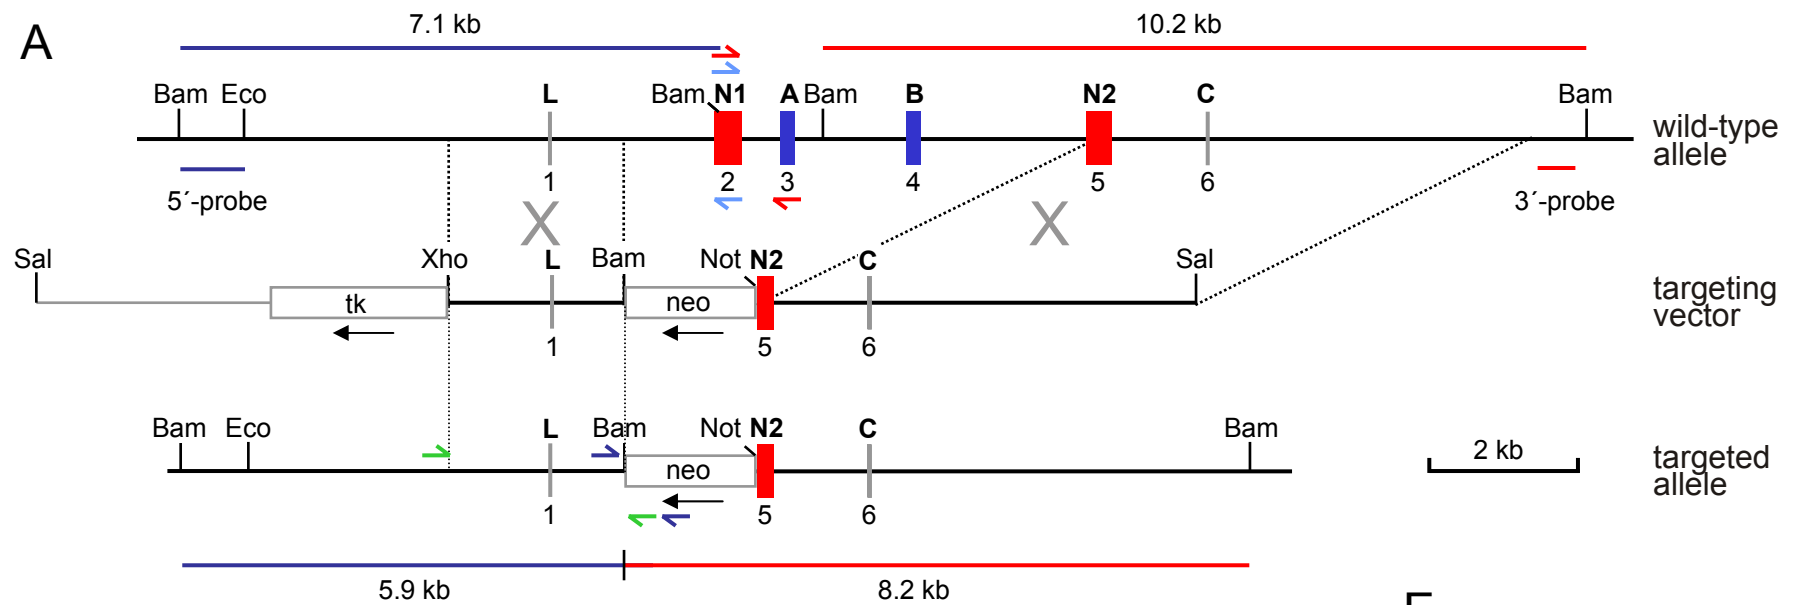 A
7.1 kb
10.2 kb
Bam Eco L Bam N1 A Bam B N2 C Bam
wild-type
allele
1 2 3 4 5 6
5´-probe
3´-probe
X X
Sal Xho L Bam Not N2 C Sal
tk neo
targeting
vector
1 5 6
Bam Eco L Bam Not N2 C Bam
2 kb
neo
targeted
allele
1 5 6
5.9 kb
8.2 kb